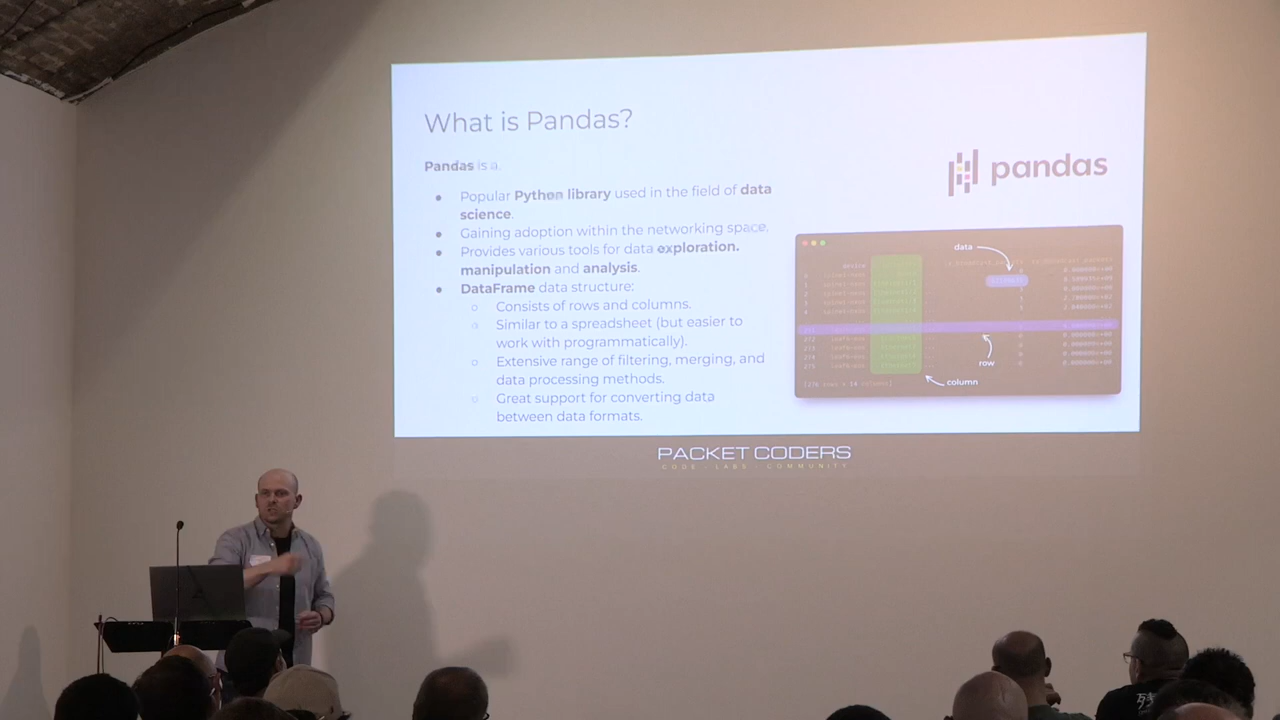 What is Pandas?
Pandas is a.
● Popular Python library used in the field of data
science.
● Gaining adoption within the networking space.
● Provides various tools for data exploration.
manipulation and analysis.
● DataFrame data structure:
○ Consists of rows and columns.
○ Similar to a spreadsheet (but easier to
work with programmatically).
○ Extensive range of filtering, merging, and
data processing methods.
○ Great support for converting data
between data formats.
pandas
data
row
column
PACKET CODERS
CODE - LABS - COMMUNITY